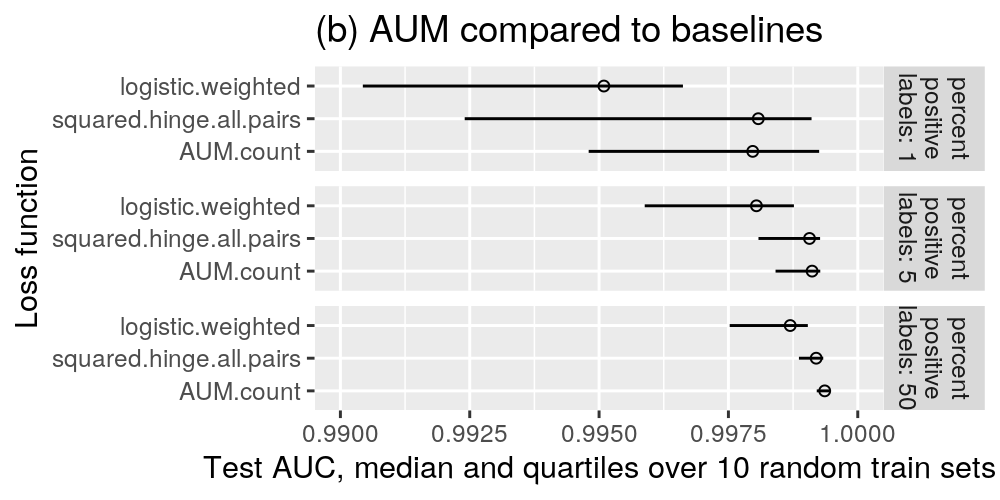 (b) AUM compared to baselines
Loss function
logistic.weighted
squared.hinge.all.pairs
AUM.count
percent
positive
labels: 1
logistic.weighted
squared.hinge.all.pairs
AUM.count
percent
positive
labels: 5
logistic.weighted
squared.hinge.all.pairs
AUM.count
percent
positive
labels: 50
0.9900 0.9925 0.9950 0.9975 1.0000
Test AUC, median and quartiles over 10 random train sets